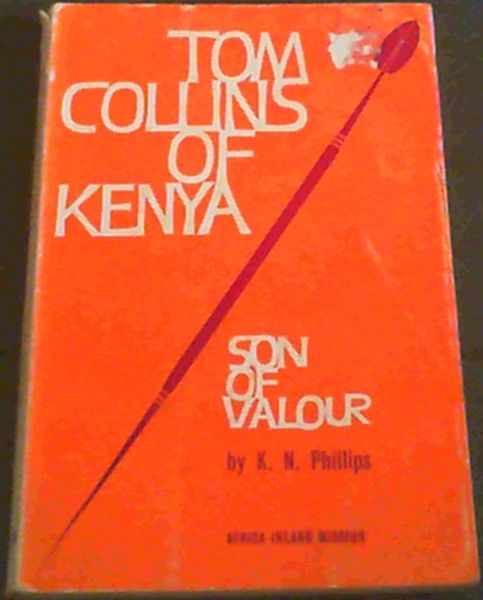 TOM
COLLINS
OF
KENYA
SON
OF
VALOUR
by K. N. Phillips
AFRICA INLAND MISSION